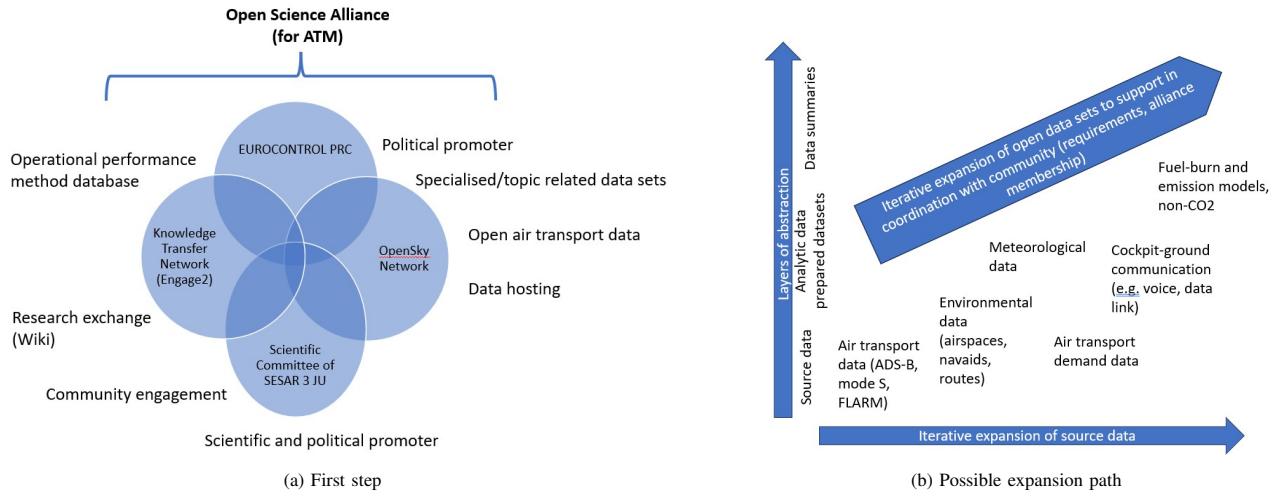 Open Science Alliance
(for ATM)
EUROCONTROL PRC
Political promoter
Operational performance
method database
Specialised/topic related data sets
Knowledge
Transfer
Network
(Engage2)
OpenSky
Network
Open air transport data
Data hosting
Research exchange
(Wiki)
Scientific
Committee of
SESAR 3 JU
Community engagement
Scientific and political promoter
(a) First step
Layers of abstraction
Data summaries
Analytic data
prepared datasets
Source data
Iterative expansion of open data sets to support in
coordination with community (requirements, alliance
membership)
Fuel-burn and
emission models,
non-CO2
Meteorological
data
Cockpit-ground
communication
(e.g. voice, data
link)
Environmental
data
(airspaces,
navaids,
routes)
Air transport
demand data
Air transport
data (ADS-B,
mode S,
FLARM)
Iterative expansion of source data
(b) Possible expansion path